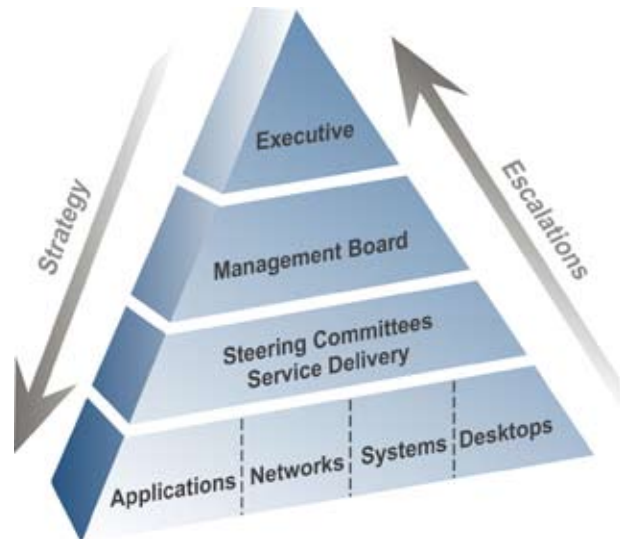 Executive
Strategy
Escalations
Management Board
Steering Committees
Service Delivery
Applications
Networks
Systems
Desktops